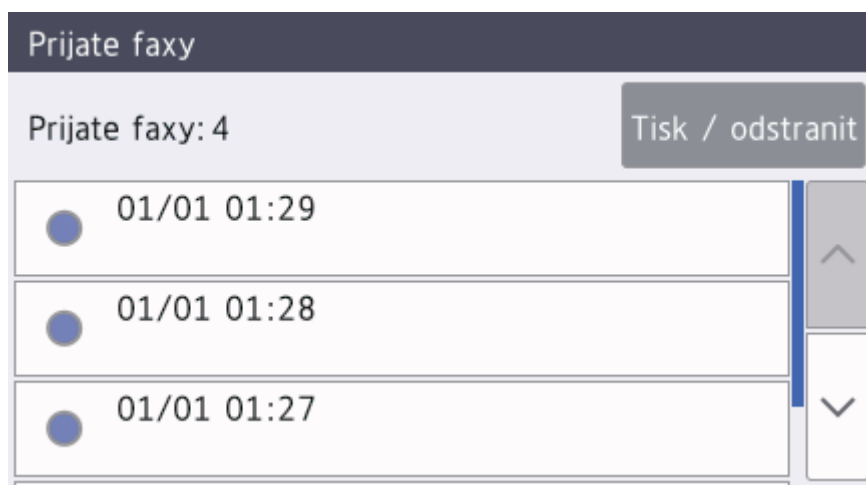 Prijate faxy
Prijate faxy: 4
Tisk / odstranit
01/01 01:29
01/01 01:28
01/01 01:27